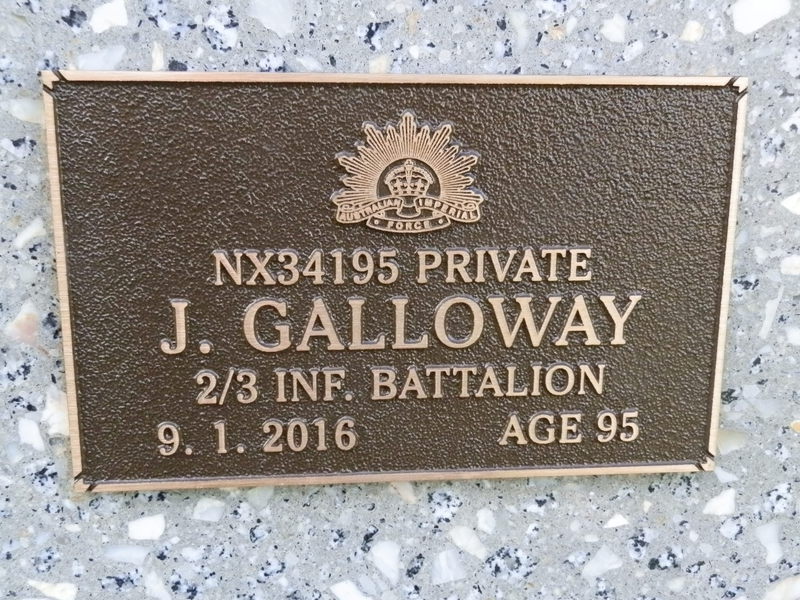 AUSTRALIAN IMPERIAL
FORCE
NX34195 PRIVATE
J. GALLOWAY
2/3 INF. BATTALION
9. 1. 2016 AGE 95